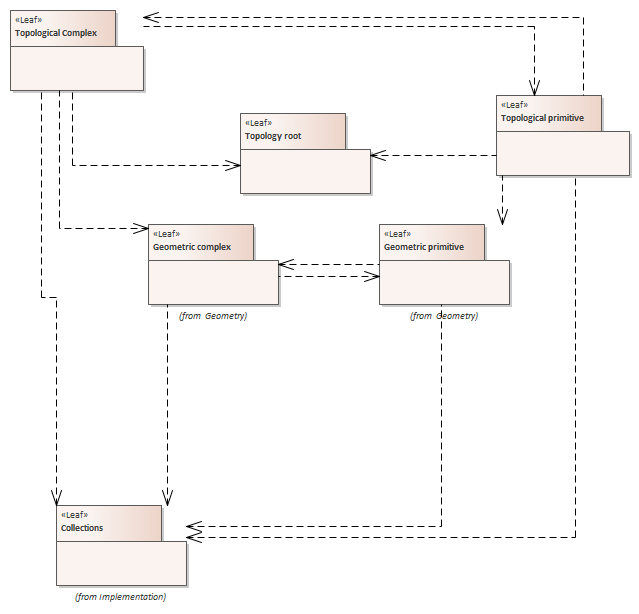 «Leaf»
Topological Complex
«Leaf»
Topological primitive
«Leaf»
Topology root
«Leaf»
Geometric complex
(from Geometry)
«Leaf»
Geometric primitive
(from Geometry)
«Leaf»
Collections
(from Implementation)